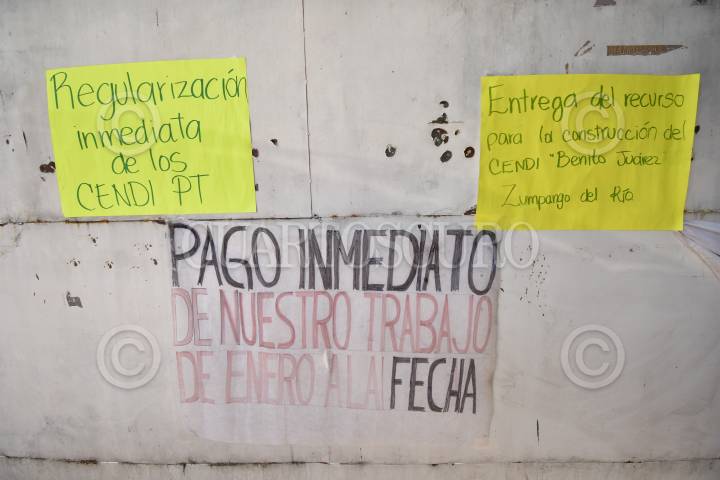 Regularización
inmediata
de los
CENDI PT
Entrega del recurso
para la construcción del
CENDI "Benito Juárez"
Zumpango del Río
PAGO INMEDIATO
DE NUESTRO TRABAJO
DE ENERO A LA FECHA